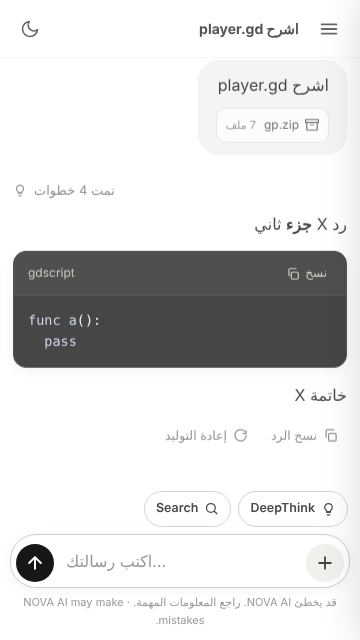 اشرح player.gd
اشرح player.gd
gp.zip 7 ملف
تمت 4 خطوات
رد X جزء ثاني
gdscript نسخ
func a():
pass
خاتمة X
نسخ الرد إعادة التوليد
DeepThink Search
اكتب رسالتك...
قد يخطئ NOVA AI. راجع المعلومات المهمة. · NOVA AI may make
mistakes.